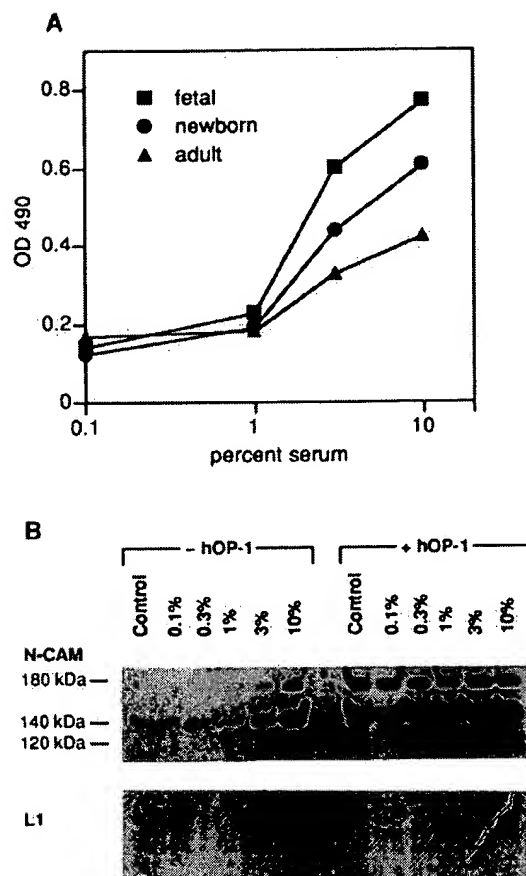 A
0.8
0.6
0.4
0.2
0
OD 490
fetal
newborn
adult
0.1 1 10
percent serum
B
- hOP-1 + hOP-1
Control 0.1% 0.3% 1% 3% 10% Control 0.1% 0.3% 1% 3% 10%
N-CAM
180 kDa
140 kDa
120 kDa
L1